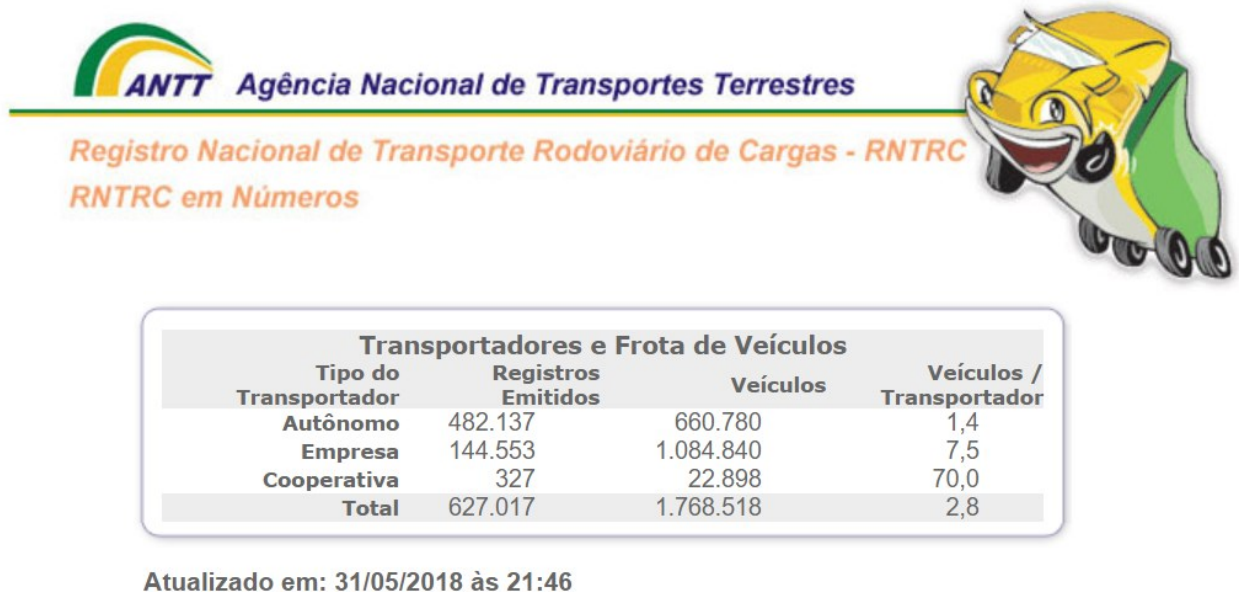 ANTT Agência Nacional de Transportes Terrestres
Registro Nacional de Transporte Rodoviário de Cargas - RNTRC
RNTRC em Números
Transportadores e Frota de Veículos
Tipo do Transportador Registros Emitidos Veículos Veículos / Transportador
Autônomo 482.137 660.780 1,4
Empresa 144.553 1.084.840 7,5
Cooperativa 327 22.898 70,0
Total 627.017 1.768.518 2,8
Atualizado em: 31/05/2018 às 21:46